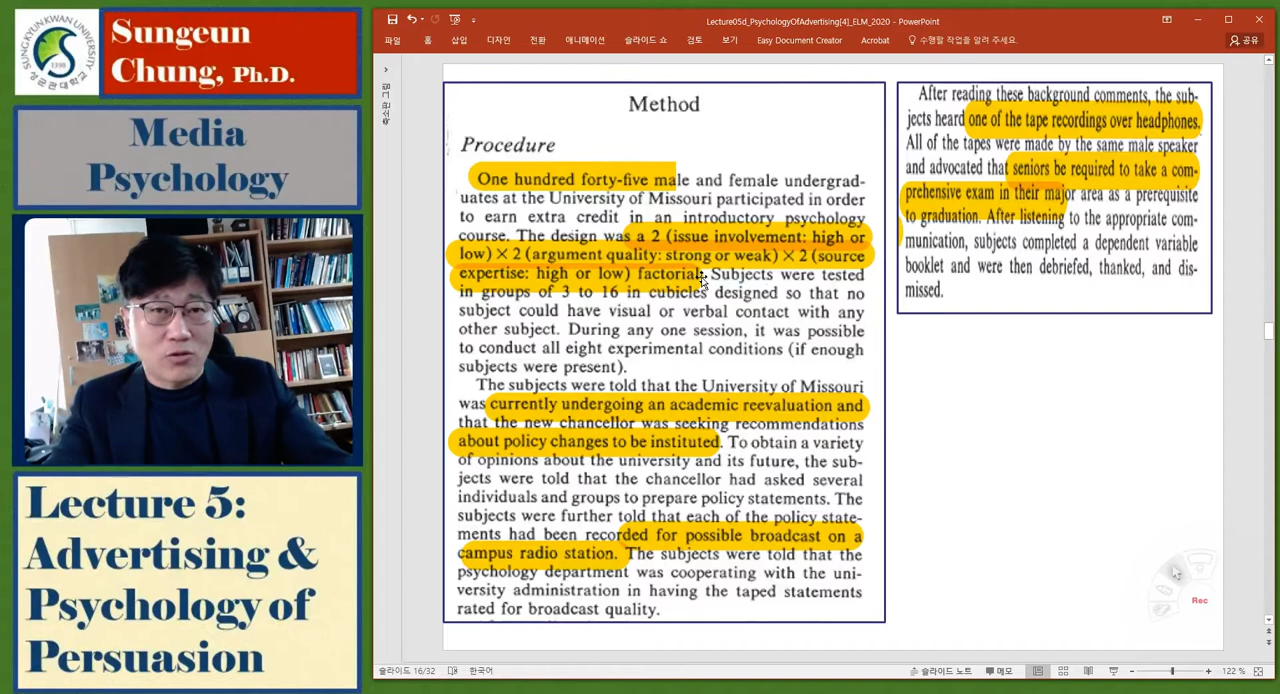 Sungeun
Chung, Ph.D.
Media
Psychology
Lecture 5:
Advertising &
Psychology of
Persuasion
Lecture05d_PsychologyOfAdvertising[4]_ELM_2020 - PowerPoint
파일 홈 삽입 디자인 전환 애니메이션 슬라이드 쇼 검토 보기 Easy Document Creator Acrobat 수행할 작업을 알려 주세요. 공유
축소판 그림
Method
Procedure
One hundred forty-five male and female undergrad-
uates at the University of Missouri participated in order
to earn extra credit in an introductory psychology
course. The design was a 2 (issue involvement: high or
low) × 2 (argument quality: strong or weak) × 2 (source
expertise: high or low) factorial. Subjects were tested
in groups of 3 to 16 in cubicles designed so that no
subject could have visual or verbal contact with any
other subject. During any one session, it was possible
to conduct all eight experimental conditions (if enough
subjects were present).
The subjects were told that the University of Missouri
was currently undergoing an academic reevaluation and
that the new chancellor was seeking recommendations
about policy changes to be instituted. To obtain a variety
of opinions about the university and its future, the sub-
jects were told that the chancellor had asked several
individuals and groups to prepare policy statements. The
subjects were further told that each of the policy state-
ments had been recorded for possible broadcast on a
campus radio station. The subjects were told that the
psychology department was cooperating with the uni-
versity administration in having the taped statements
rated for broadcast quality.
After reading these background comments, the sub-
jects heard one of the tape recordings over headphones.
All of the tapes were made by the same male speaker
and advocated that seniors be required to take a com-
prehensive exam in their major area as a prerequisite
to graduation. After listening to the appropriate com-
munication, subjects completed a dependent variable
booklet and were then debriefed, thanked, and dis-
missed.
Rec
슬라이드 16/32 한국어 슬라이드 노트 메모 122 %